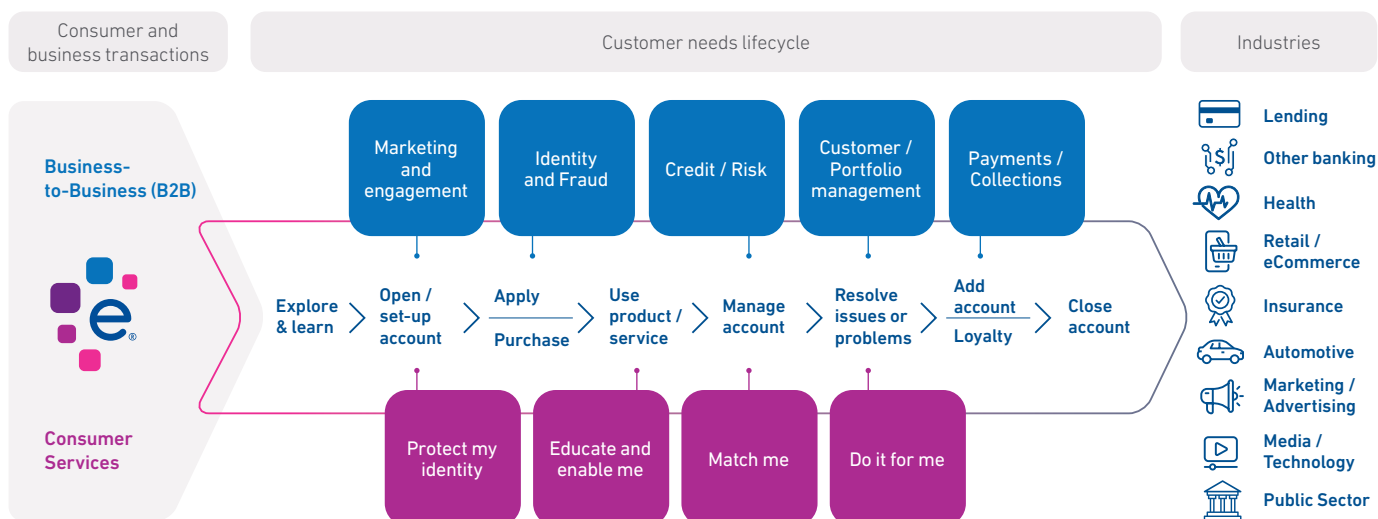 Consumer and
business transactions
Customer needs lifecycle
Industries
Business-
to-Business (B2B)
Marketing
and
engagement
Identity
and Fraud
Credit / Risk
Customer /
Portfolio
management
Payments /
Collections
e®
Explore
& learn
Open /
set-up
account
Apply
Purchase
Use
product /
service
Manage
account
Resolve
issues or
problems
Add
account
Loyalty
Close
account
Consumer
Services
Protect my
identity
Educate and
enable me
Match me
Do it for me
Lending
$
Other banking
Health
Retail /
eCommerce
Insurance
Automotive
Marketing /
Advertising
Media /
Technology
Public Sector